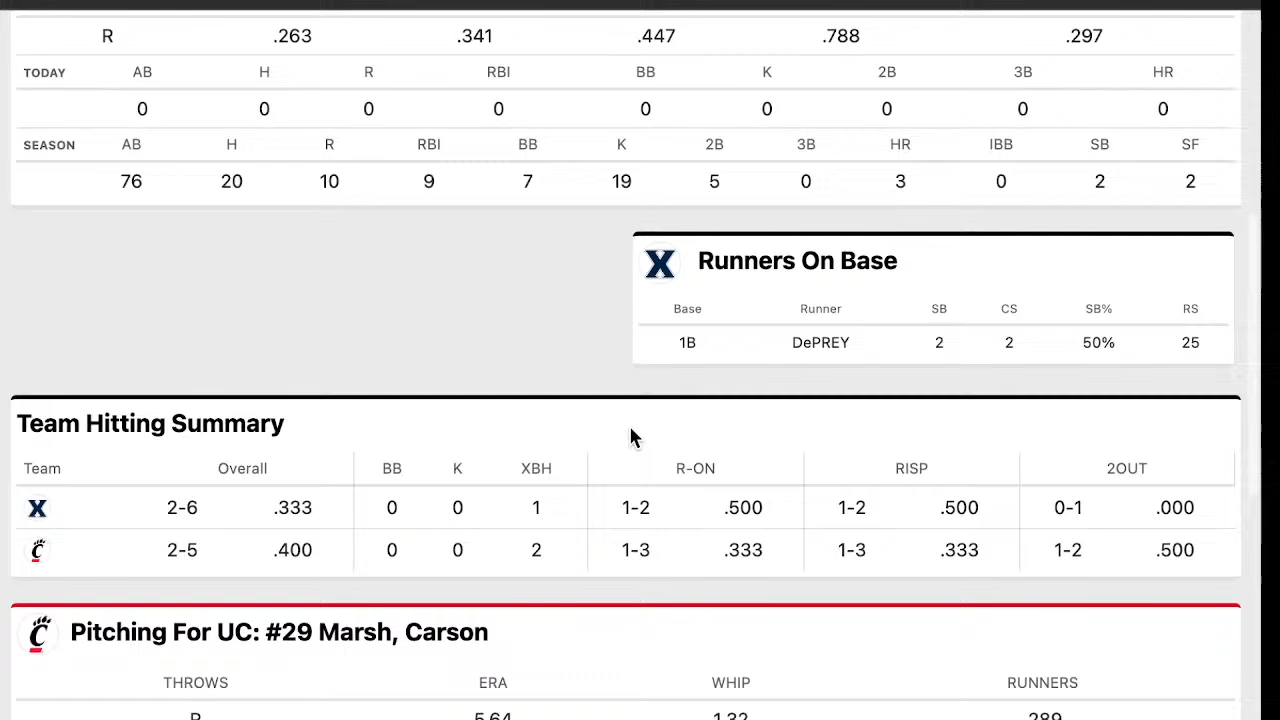 R .263 .341 .447 .788 .297
TODAY AB H R RBI BB K 2B 3B HR
0 0 0 0 0 0 0 0 0
SEASON AB H R RBI BB K 2B 3B HR IBB SB SF
76 20 10 9 7 19 5 0 3 0 2 2
X Runners On Base
Base Runner SB CS SB% RS
1B DePREY 2 2 50% 25
Team Hitting Summary
Team Overall BB K XBH R-ON RISP 2OUT
X 2-6 .333 0 0 1 1-2 .500 1-2 .500 0-1 .000
C 2-5 .400 0 0 2 1-3 .333 1-3 .333 1-2 .500
C Pitching For UC: #29 Marsh, Carson
THROWS ERA WHIP RUNNERS
R 5.64 1.32 .289